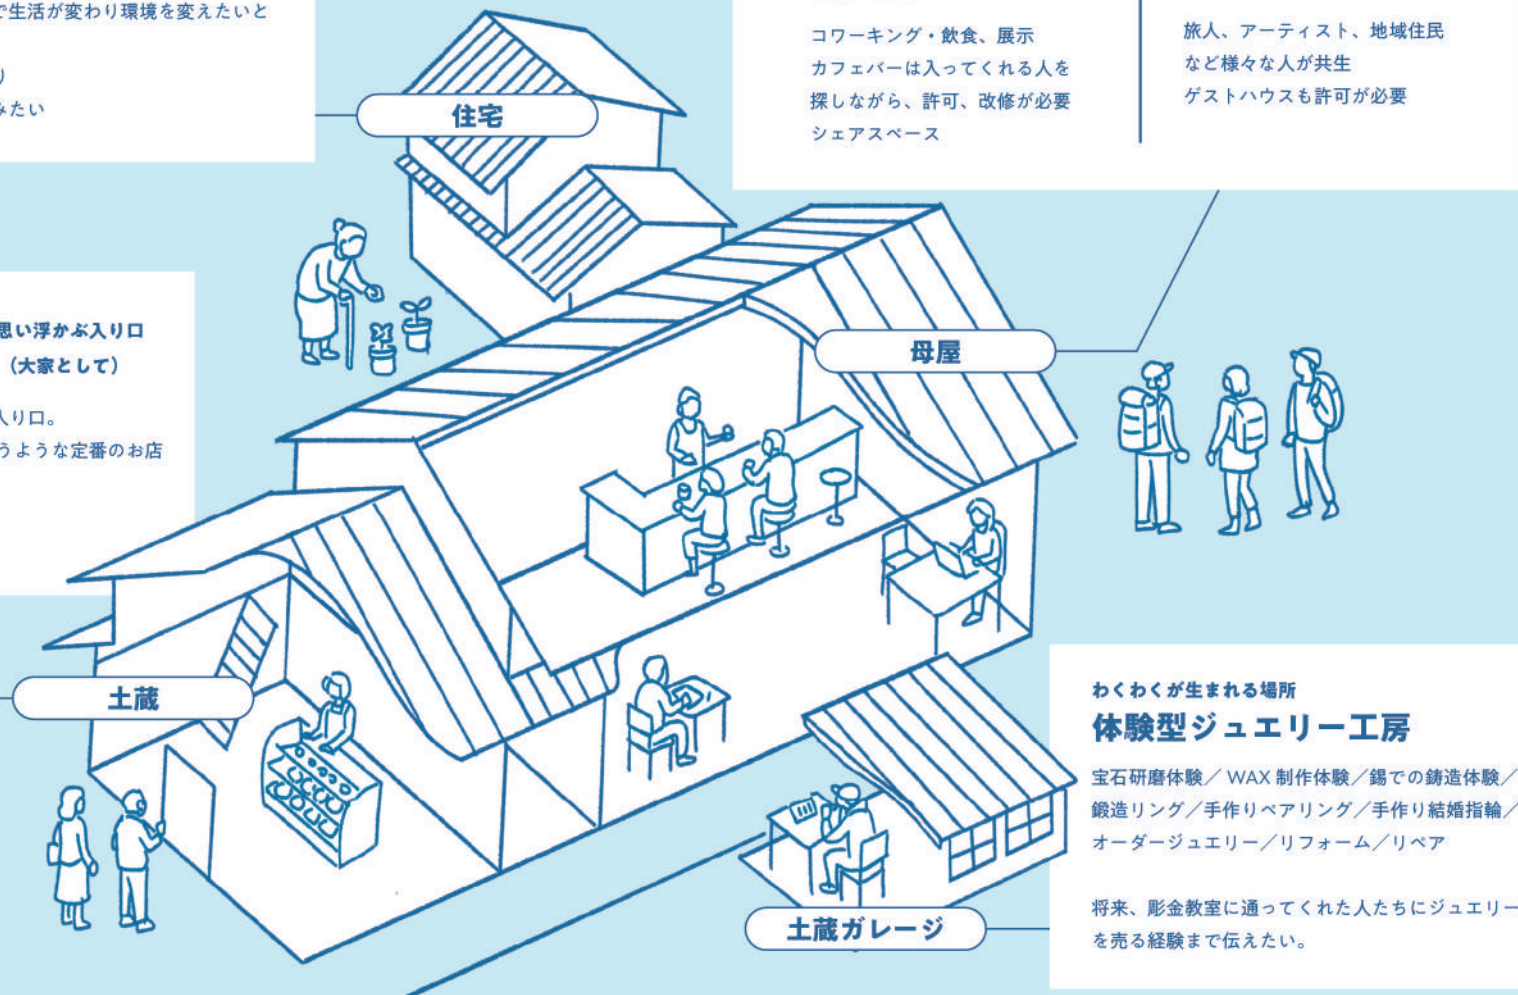 で生活が変わり環境を変えたいと
り
みたい
住宅
コワーキング・飲食、展示
カフェバーは入ってくれる人を
探しながら、許可、改修が必要
シェアスペース
旅人、アーティスト、地域住民
など様々な人が共生
ゲストハウスも許可が必要
母屋
思い浮かぶ入り口
（大家として）
入り口。
うような定番のお店
土蔵
わくわくが生まれる場所
体験型ジュエリー工房
宝石研磨体験／WAX 制作体験／錫での鋳造体験／
鍛造リング／手作りペアリング／手作り結婚指輪／
オーダージュエリー／リフォーム／リペア
将来、彫金教室に通ってくれた人たちにジュエリー
を売る経験まで伝えたい。
土蔵ガレージ